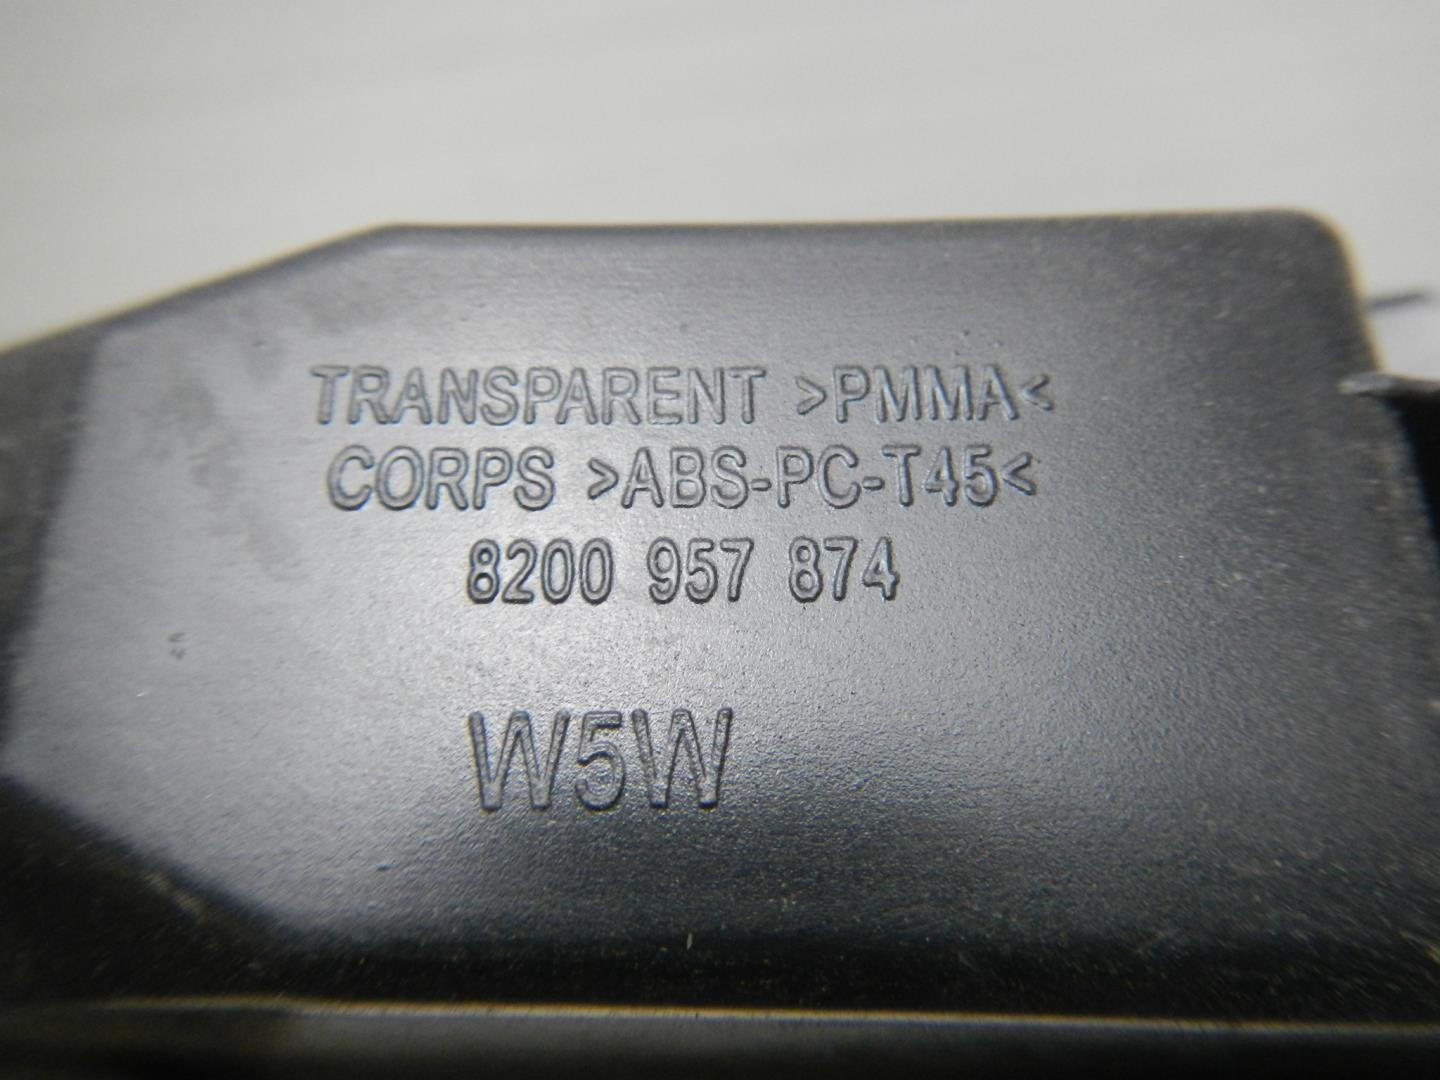 TRANSPARENT >PMMA<
CORPS >ABS-PC-T45<
8200 957 874
W5W